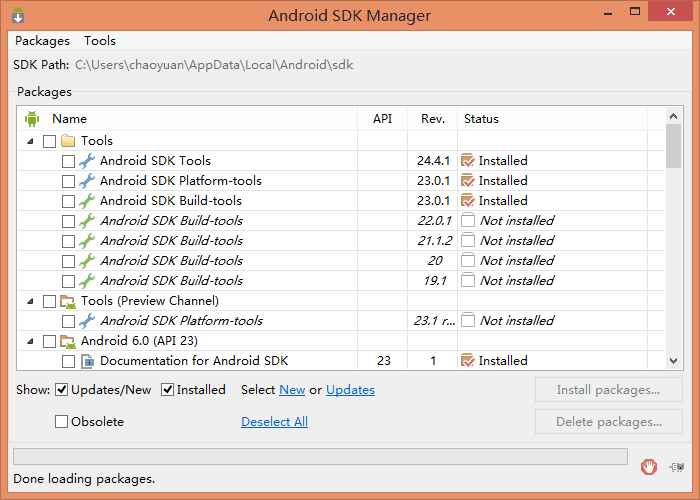 Android SDK Manager
Packages Tools
SDK Path: C:\Users\chaoyuan\AppData\Local\Android\sdk
Packages
Name API Rev. Status
Tools
Android SDK Tools 24.4.1 Installed
Android SDK Platform-tools 23.0.1 Installed
Android SDK Build-tools 23.0.1 Installed
Android SDK Build-tools 22.0.1 Not installed
Android SDK Build-tools 21.1.2 Not installed
Android SDK Build-tools 20 Not installed
Android SDK Build-tools 19.1 Not installed
Tools (Preview Channel)
Android SDK Platform-tools 23.1 r... Not installed
Android 6.0 (API 23)
Documentation for Android SDK 23 1 Installed
Show: Updates/New Installed Select New or Updates Install packages...
Obsolete Deselect All Delete packages...
Done loading packages.